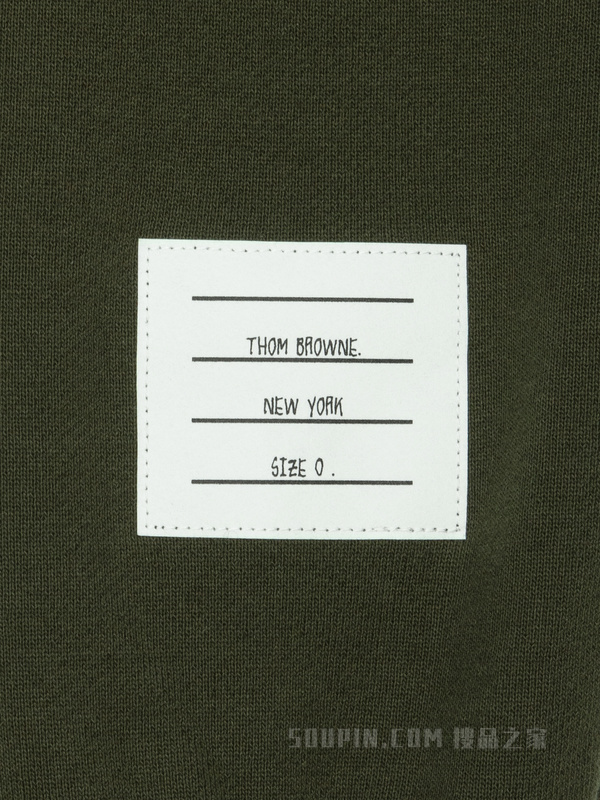 THOM BROWNE.
NEW YORK
SIZE 0 .
SOUPIN.COM 搜品之家